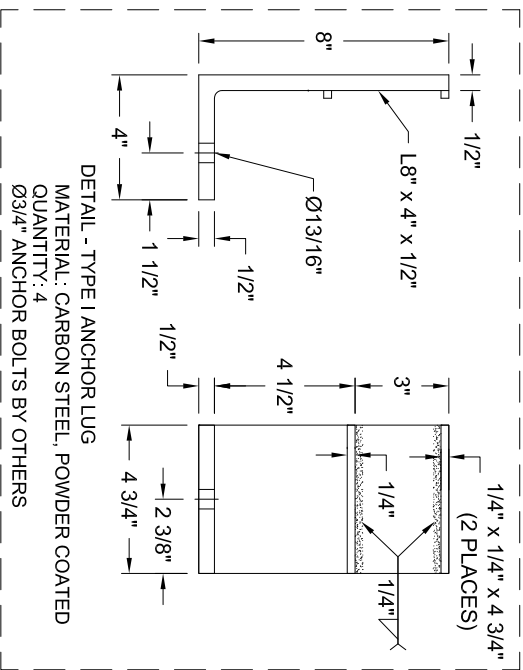 8"
1/2"
L8" x 4" x 1/2"
Ø13/16"
4"
1 1/2"
1/2"
1/4" x 1/4" x 4 3/4"
(2 PLACES)
3"
4 1/2"
1/2"
1/4"
1/4"
2 3/8"
4 3/4"
DETAIL - TYPE I ANCHOR LUG
MATERIAL: CARBON STEEL, POWDER COATED
QUANTITY: 4
Ø3/4" ANCHOR BOLTS BY OTHERS